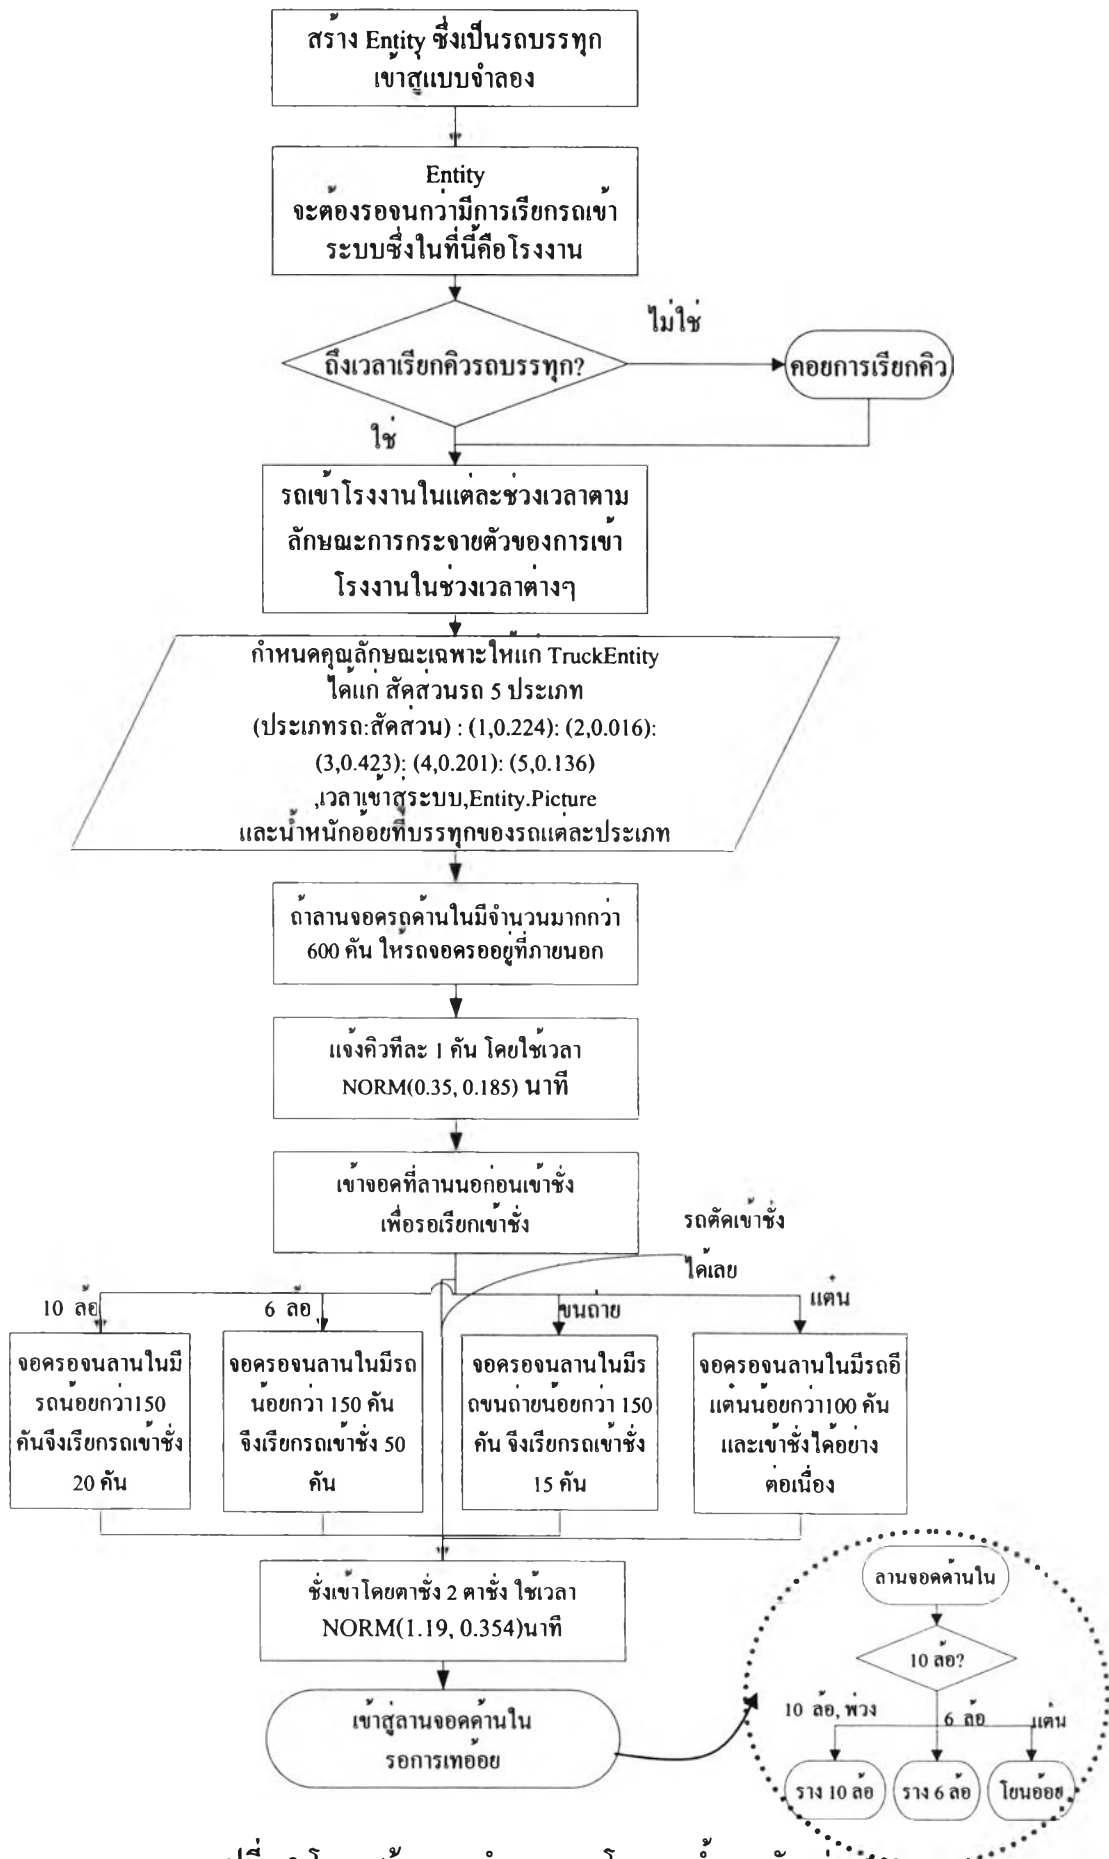 สร้าง Entity ซึ่งเป็นรถบรรทุก
เข้าสู่แบบจำลอง
Entity
จะต้องรอจนกว่ามีการเรียกรถเข้า
ระบบซึ่งในที่นี้คือโรงงาน
ไม่ใช่
ถึงเวลาเรียกคิวรถบรรทุก?
คอยการเรียกคิว
ใช่
รถเข้าโรงงานในแต่ละช่วงเวลาตาม
ลักษณะการกระจายตัวของการเข้า
โรงงานในช่วงเวลาต่างๆ
กำหนดคุณลักษณะเฉพาะให้แก่ TruckEntity
ได้แก่ สัดส่วนรถ 5 ประเภท
(ประเภทรถ:สัดส่วน) : (1,0.224): (2,0.016):
(3,0.423): (4,0.201): (5,0.136)
,เวลาเข้าสู่ระบบ,Entity.Picture
และน้ำหนักอ้อยที่บรรทุกของรถแต่ละประเภท
ถ้าลานจอดรถด้านในมีจำนวนมากกว่า
600 คัน ให้รถจอดรออยู่ที่ภายนอก
แจ้งคิวทีละ 1 คัน โดยใช้เวลา
NORM(0.35, 0.185) นาที
เข้าจอดที่ลานนอก่อนเข้าชั่ง
เพื่อรอเรียกเข้าชั่ง
รถตัดเข้าชั่ง
ได้เลย
10 ล้อ
6 ล้อ
ขนถ่าย
แต๋น
จอดรอจนลานในมี
รถน้อยกว่า150
คันจึงเรียกรถเข้าชั่ง
20 คัน
จอดรอจนลานในมีรถ
น้อยกว่า 150 คัน
จึงเรียกรถเข้าชั่ง 50
คัน
จอดรอจนลานในมีร
ถขนถ่ายน้อยกว่า 150
คัน จึงเรียกรถเข้าชั่ง
15 คัน
จอดรอจนลานในมีรถอี
แต๋นน้อยกว่า100 คัน
และเข้าชั่งได้อย่าง
ต่อเนื่อง
ชั่งเข้าโดยตาชั่ง 2 ตาชั่ง ใช้เวลา
NORM(1.19, 0.354)นาที
เข้าสู่ลานจอดด้านใน
รอการเทอ้อย
ลานจอดด้านใน
10 ล้อ?
10 ล้อ, พ่วง
6 ล้อ
แต๋น
ราง 10 ล้อ
ราง 6 ล้อ
โยนอ้อย